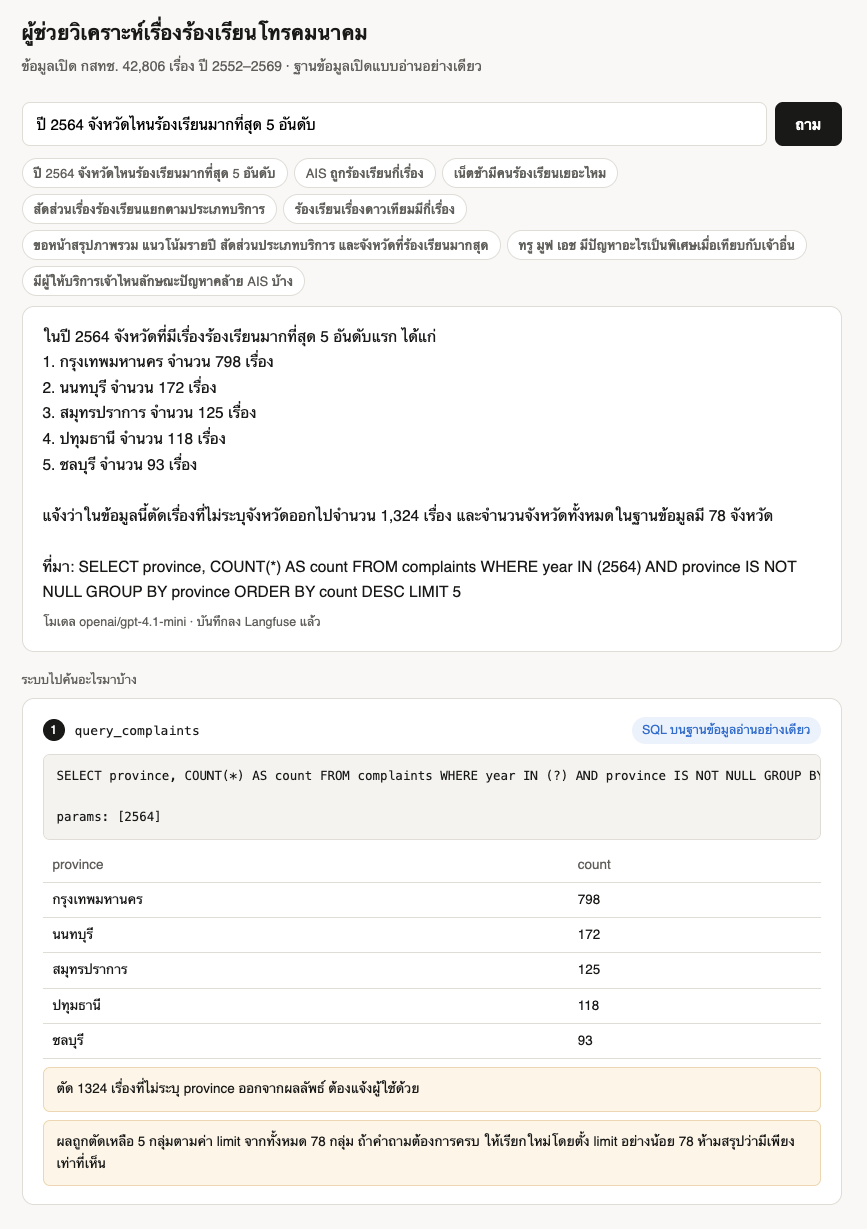 ผู้ช่วยวิเคราะห์เรื่องร้องเรียนโทรคมนาคม
ข้อมูลเปิด กสทช. 42,806 เรื่อง ปี 2552–2569 · ฐานข้อมูลเปิดแบบอ่านอย่างเดียว
ปี 2564 จังหวัดไหนร้องเรียนมากที่สุด 5 อันดับ
ถาม
ปี 2564 จังหวัดไหนร้องเรียนมากที่สุด 5 อันดับ
AIS ถูกร้องเรียนกี่เรื่อง
เน็ตช้ามีคนร้องเรียนเยอะไหม
สัดส่วนเรื่องร้องเรียนแยกตามประเภทบริการ
ร้องเรียนเรื่องดาวเทียมมีกี่เรื่อง
ขอหน้าสรุปภาพรวม แนวโน้มรายปี สัดส่วนประเภทบริการ และจังหวัดที่ร้องเรียนมากสุด
ทรู มูฟ เอช มีปัญหาอะไรเป็นพิเศษเมื่อเทียบกับเจ้าอื่น
มีผู้ให้บริการเจ้าไหนลักษณะปัญหาคล้าย AIS บ้าง
ในปี 2564 จังหวัดที่มีเรื่องร้องเรียนมากที่สุด 5 อันดับแรก ได้แก่
1. กรุงเทพมหานคร จำนวน 798 เรื่อง
2. นนทบุรี จำนวน 172 เรื่อง
3. สมุทรปราการ จำนวน 125 เรื่อง
4. ปทุมธานี จำนวน 118 เรื่อง
5. ชลบุรี จำนวน 93 เรื่อง
แจ้งว่าในข้อมูลนี้ตัดเรื่องที่ไม่ระบุจังหวัดออกไปจำนวน 1,324 เรื่อง และจำนวนจังหวัดทั้งหมดในฐานข้อมูลมี 78 จังหวัด
ที่มา: SELECT province, COUNT(*) AS count FROM complaints WHERE year IN (2564) AND province IS NOT
NULL GROUP BY province ORDER BY count DESC LIMIT 5
โมเดล openai/gpt-4.1-mini · บันทึกลง Langfuse แล้ว
ระบบไปค้นอะไรมาบ้าง
1 query_complaints
SQL บนฐานข้อมูลอ่านอย่างเดียว
SELECT province, COUNT(*) AS count FROM complaints WHERE year IN (?) AND province IS NOT NULL GROUP BY
params: [2564]
province count
กรุงเทพมหานคร 798
นนทบุรี 172
สมุทรปราการ 125
ปทุมธานี 118
ชลบุรี 93
ตัด 1324 เรื่องที่ไม่ระบุ province ออกจากผลลัพธ์ ต้องแจ้งผู้ใช้ด้วย
ผลถูกตัดเหลือ 5 กลุ่มตามค่า limit จากทั้งหมด 78 กลุ่ม ถ้าคำถามต้องการครบ ให้เรียกใหม่โดยตั้ง limit อย่างน้อย 78 ห้ามสรุปว่ามีเพียง
เท่าที่เห็น